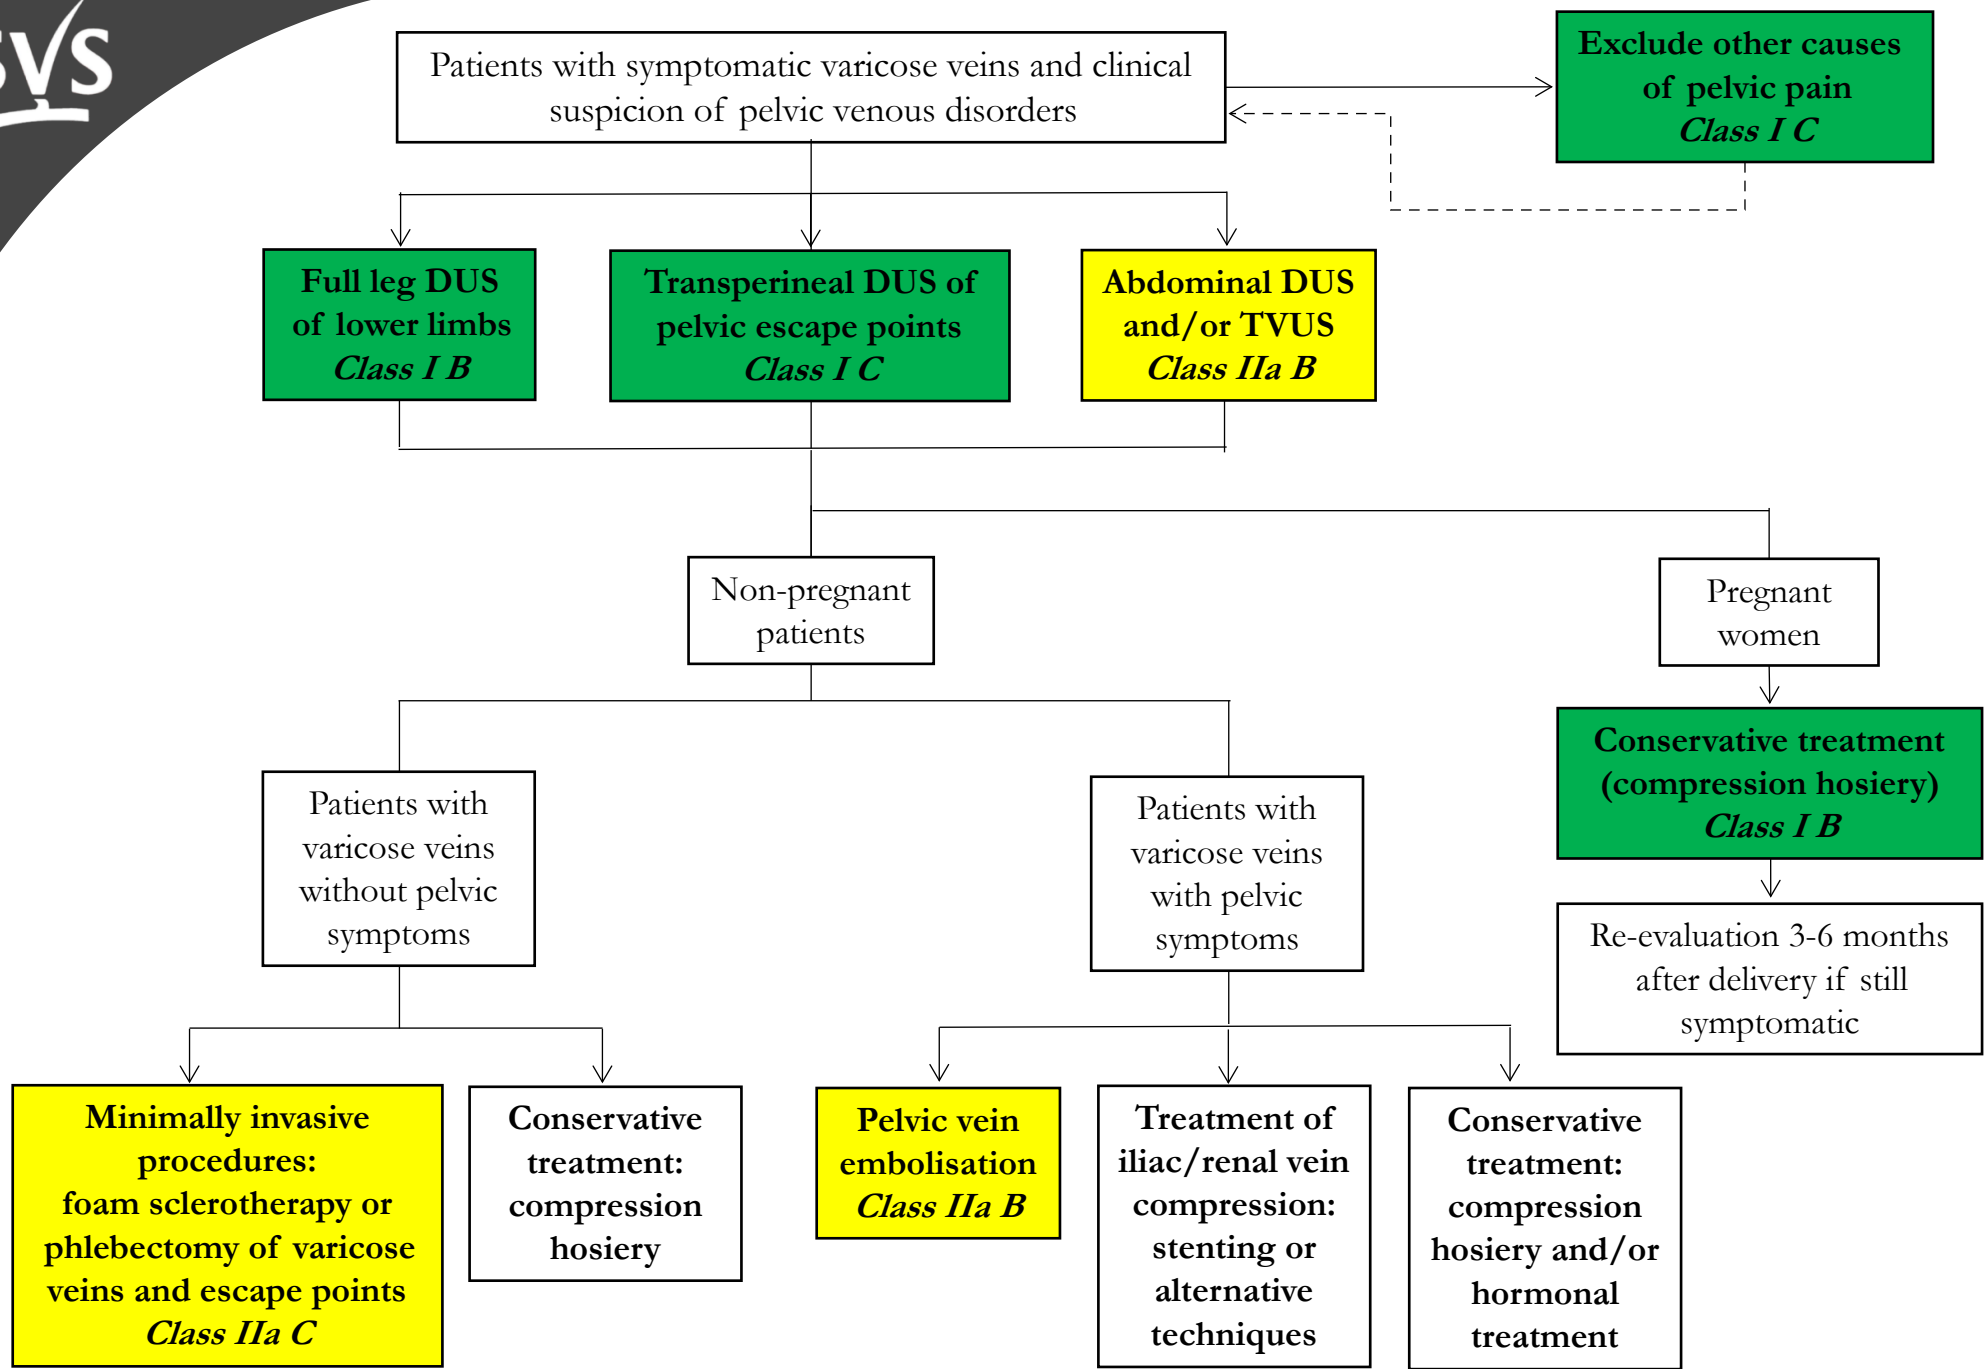 SVS
Patients with symptomatic varicose veins and clinical
suspicion of pelvic venous disorders
Exclude other causes
of pelvic pain
Class I C
Full leg DUS
of lower limbs
Class I B
Transperineal DUS of
pelvic escape points
Class I C
Abdominal DUS
and/or TVUS
Class IIa B
Non-pregnant
patients
Pregnant
women
Conservative treatment
(compression hosiery)
Class I B
Re-evaluation 3-6 months
after delivery if still
symptomatic
Patients with
varicose veins
without pelvic
symptoms
Patients with
varicose veins
with pelvic
symptoms
Minimally invasive
procedures:
foam sclerotherapy or
phlebectomy of varicose
veins and escape points
Class IIa C
Conservative
treatment:
compression
hosiery
Pelvic vein
embolisation
Class IIa B
Treatment of
iliac/renal vein
compression:
stenting or
alternative
techniques
Conservative
treatment:
compression
hosiery and/or
hormonal
treatment